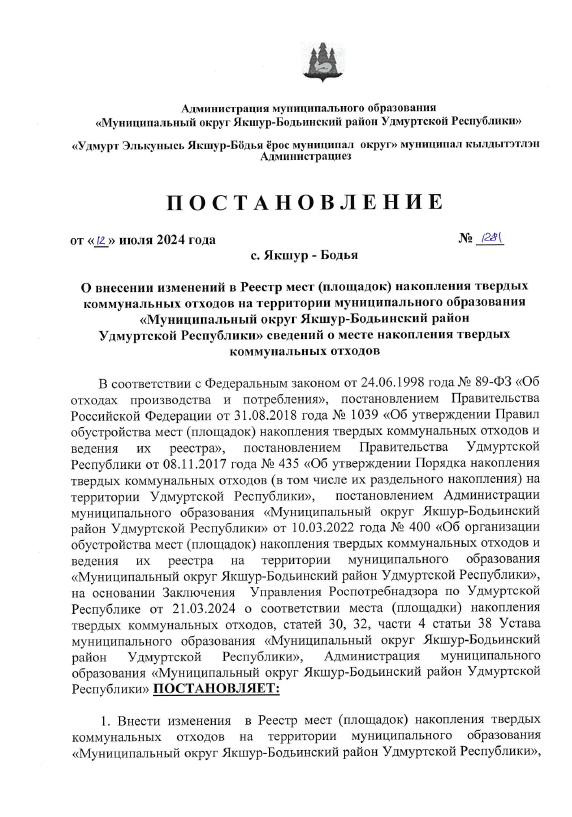 Администрация муниципального образования
«Муниципальный округ Якшур-Бодьинский район Удмуртской Республики»
«Удмурт Элькунысь Якшур-Бӧдья ёрос муниципал округ» муниципал кылдытэтлэн
Администрациез
ПОСТАНОВЛЕНИЕ
от «12» июля 2024 года № 1281
с. Якшур - Бодья
О внесении изменений в Реестр мест (площадок) накопления твердых
коммунальных отходов на территории муниципального образования
«Муниципальный округ Якшур-Бодьинский район
Удмуртской Республики» сведений о месте накопления твердых
коммунальных отходов
В соответствии с Федеральным законом от 24.06.1998 года № 89-ФЗ «Об
отходах производства и потребления», постановлением Правительства
Российской Федерации от 31.08.2018 года № 1039 «Об утверждении Правил
обустройства мест (площадок) накопления твердых коммунальных отходов и
ведения их реестра», постановлением Правительства Удмуртской
Республики от 08.11.2017 года № 435 «Об утверждении Порядка накопления
твердых коммунальных отходов (в том числе их раздельного накопления) на
территории Удмуртской Республики», постановлением Администрации
муниципального образования «Муниципальный округ Якшур-Бодьинский
район Удмуртской Республики» от 10.03.2022 года № 400 «Об организации
обустройства мест (площадок) накопления твердых коммунальных отходов и
ведения их реестра на территории муниципального образования
«Муниципальный округ Якшур-Бодьинский район Удмуртской Республики»,
на основании Заключения Управления Роспотребнадзора по Удмуртской
Республике от 21.03.2024 о соответствии места (площадки) накопления
твердых коммунальных отходов, статей 30, 32, части 4 статьи 38 Устава
муниципального образования «Муниципальный округ Якшур-Бодьинский
район Удмуртской Республики», Администрация муниципального
образования «Муниципальный округ Якшур-Бодьинский район Удмуртской
Республики» ПОСТАНОВЛЯЕТ:
1. Внести изменения в Реестр мест (площадок) накопления твердых
коммунальных отходов на территории муниципального образования
«Муниципальный округ Якшур-Бодьинский район Удмуртской Республики»,